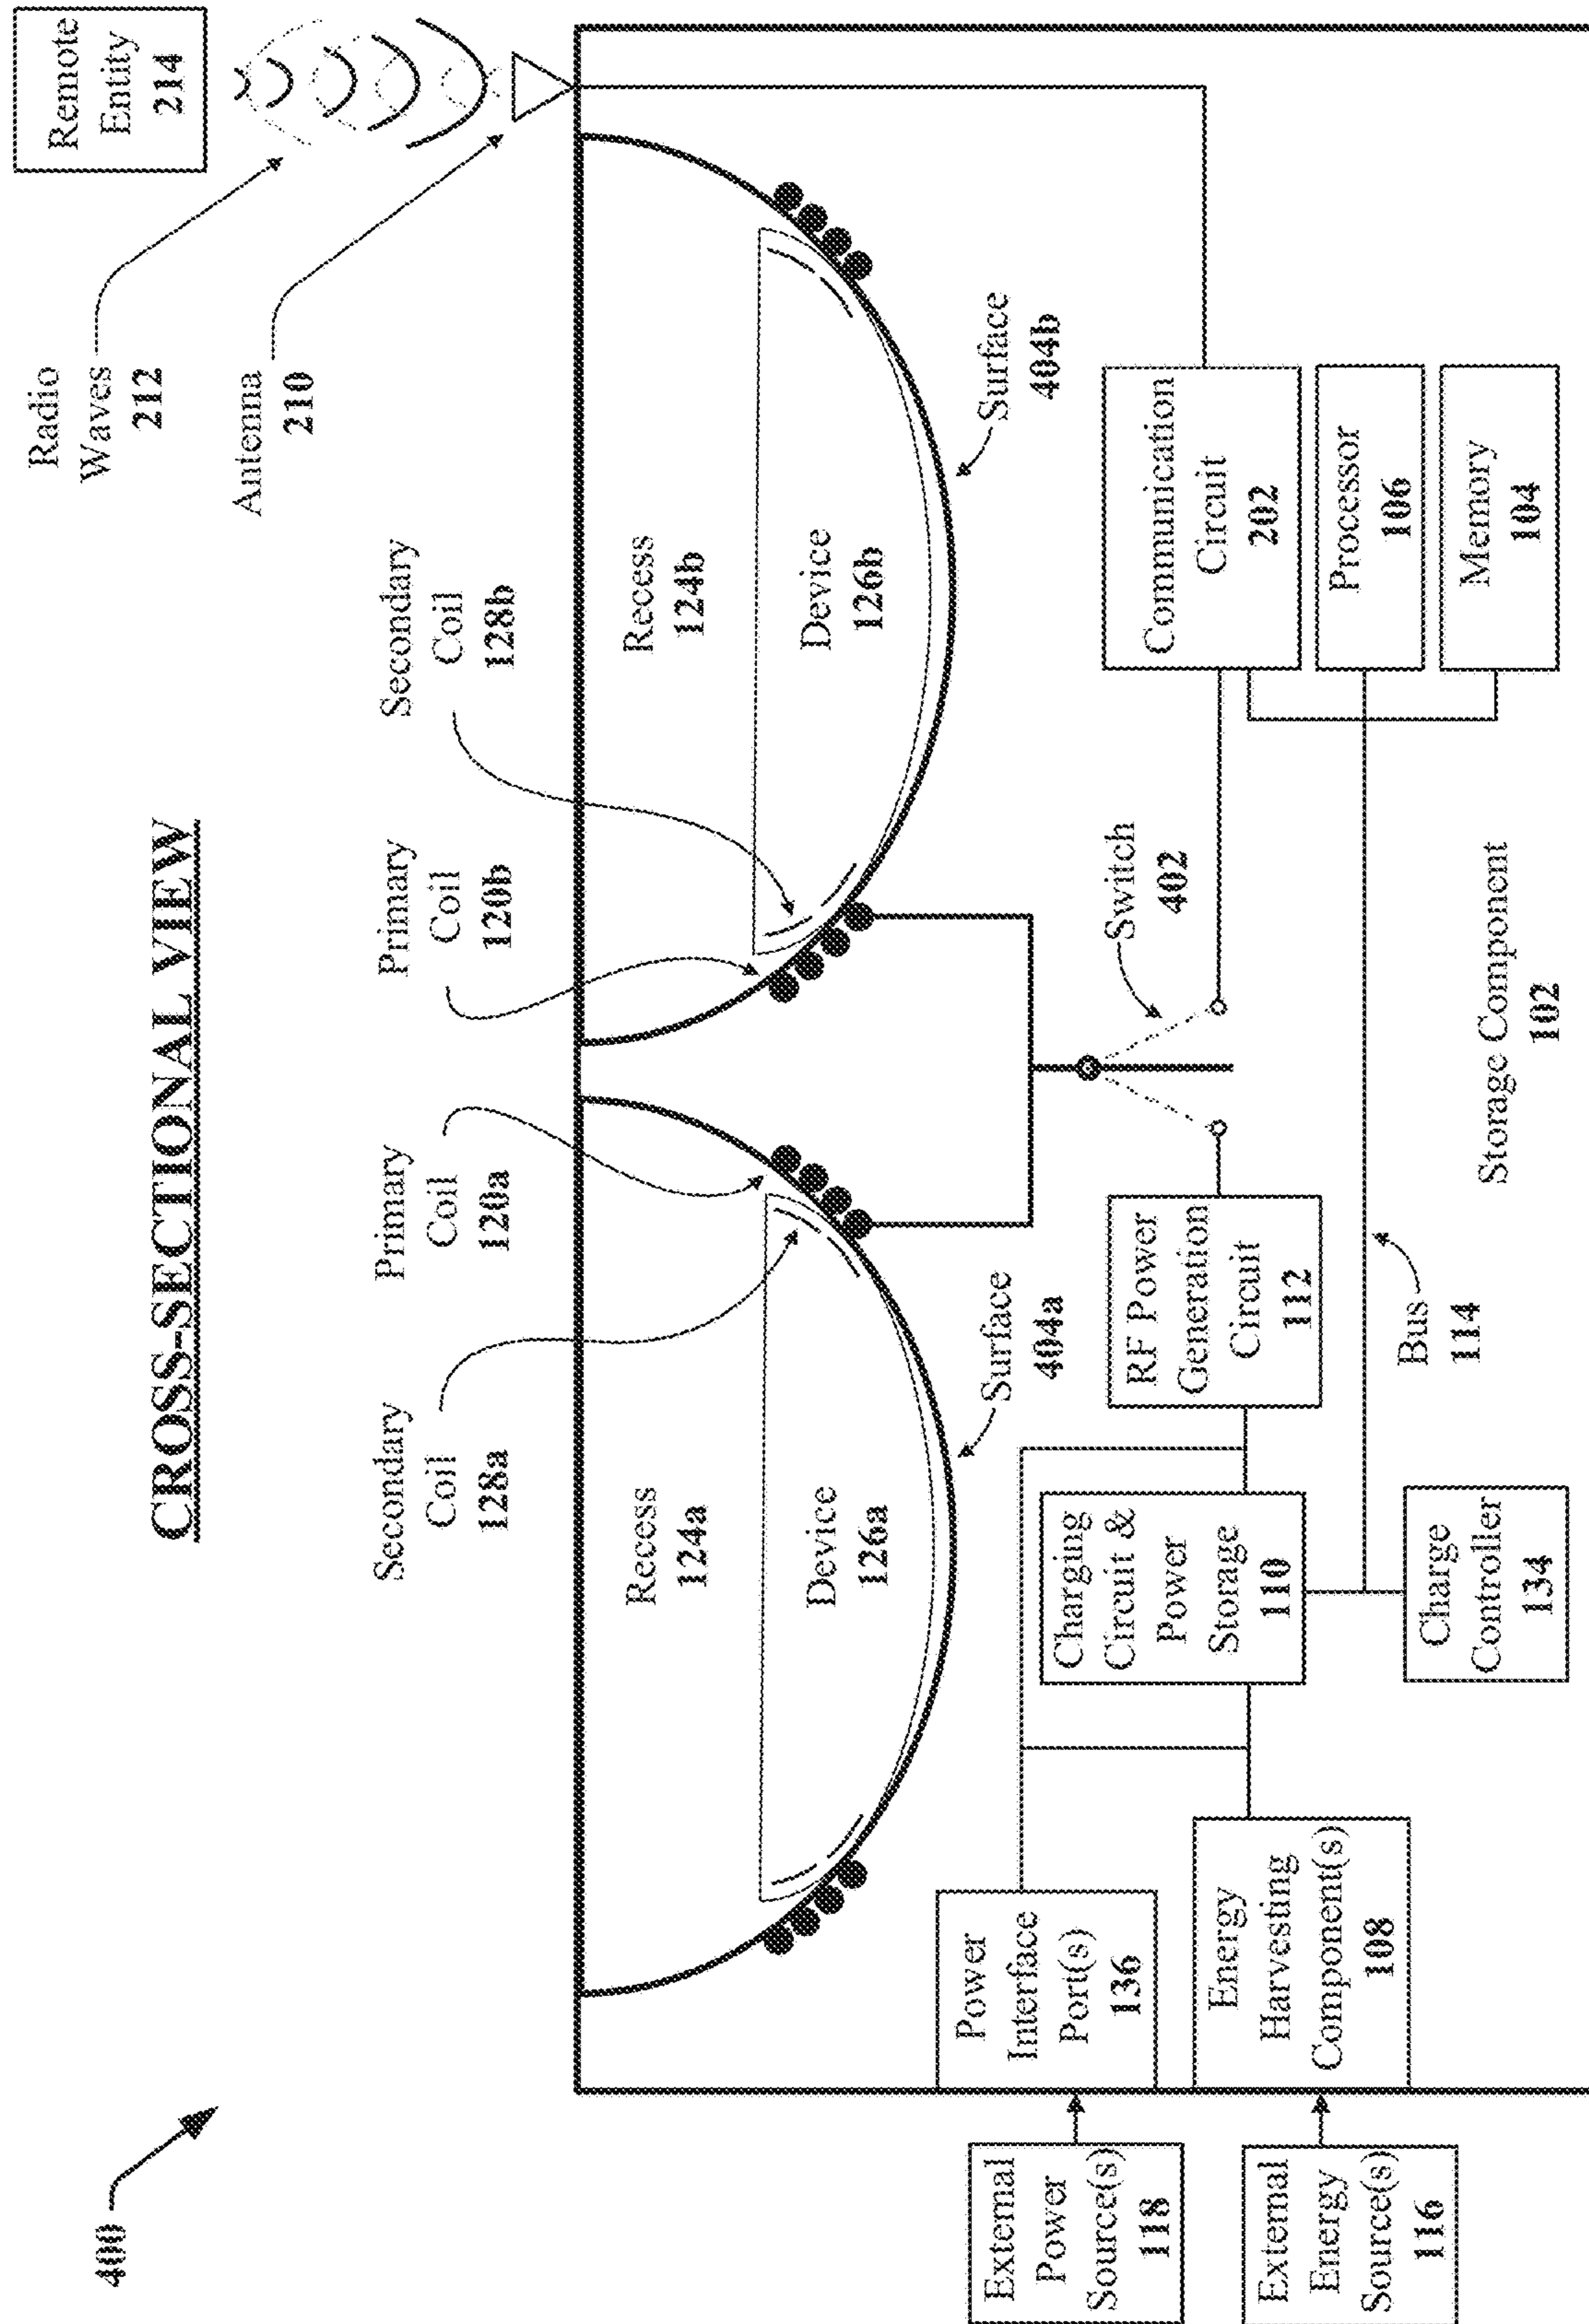 400
CROSS-SECTIONAL VIEW
Radio
Waves
212
Remote
Entity
214
Antenna
210
Secondary
Coil
128a
Primary
Coil
120a
Primary
Coil
120b
Secondary
Coil
128b
Recess
124a
Device
126a
Recess
124b
Device
126b
Surface
404a
Surface
404b
External
Power
Source(s)
118
External
Energy
Source(s)
116
Power
Interface
Port(s)
136
Energy
Harvesting
Component(s)
108
Charging
Circuit &
Power
Storage
110
RF Power
Generation
Circuit
112
Switch
402
Communication
Circuit
202
Processor
106
Memory
104
Charge
Controller
134
Bus
114
Storage Component
102